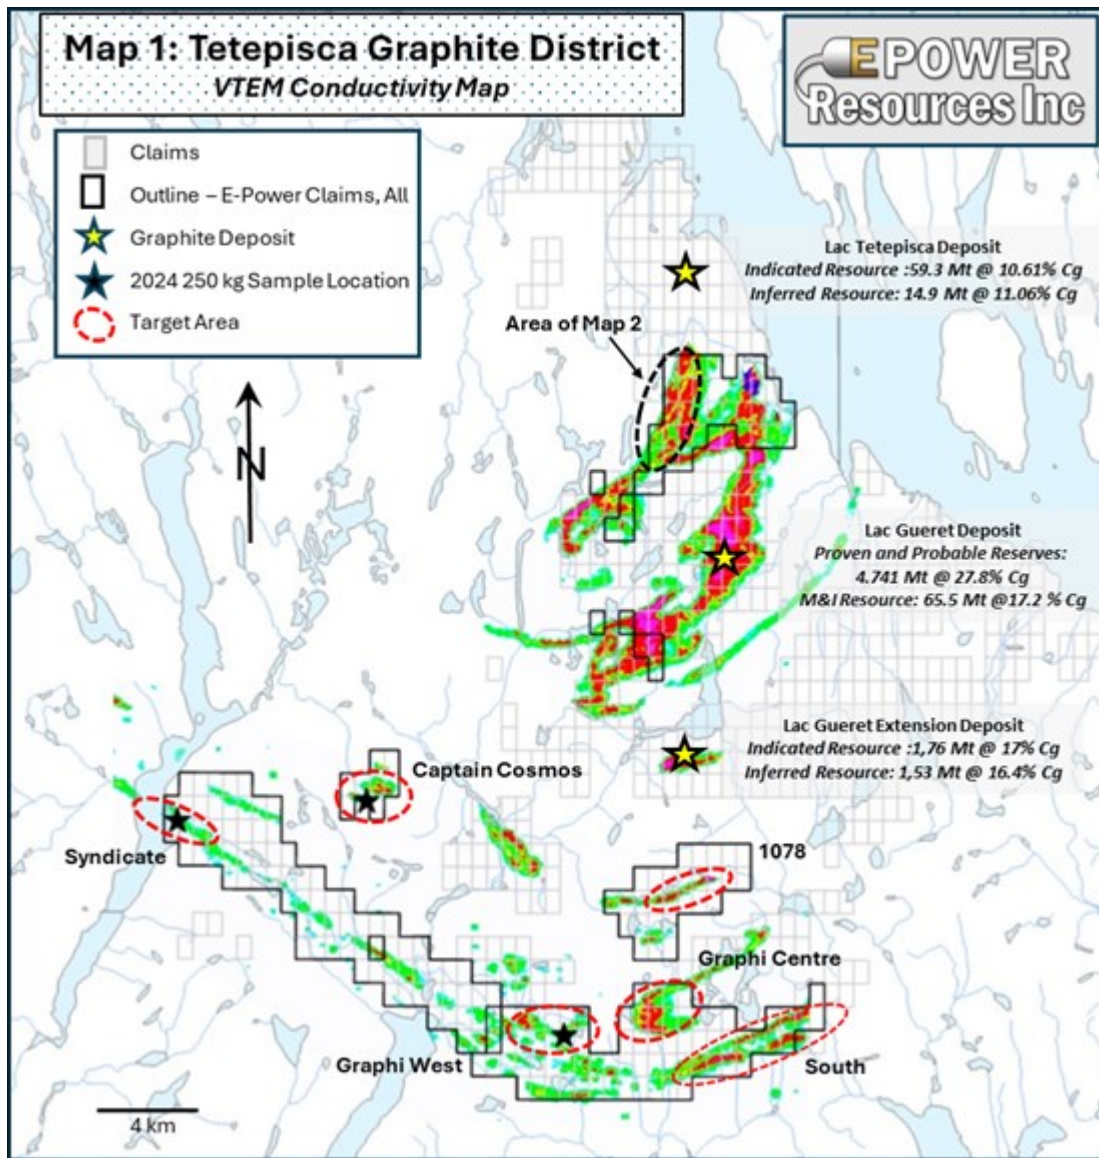 Map 1: Tetepisca Graphite District
VTEM Conductivity Map
EPOWER
Resources Inc
Claims
Outline – E-Power Claims, All
Graphite Deposit
2024 250 kg Sample Location
Target Area
N
Lac Tetepisca Deposit
Indicated Resource :59.3 Mt @ 10.61% Cg
Inferred Resource: 14.9 Mt @ 11.06% Cg
Area of Map 2
Lac Gueret Deposit
Proven and Probable Reserves:
4.741 Mt @ 27.8% Cg
M&I Resource: 65.5 Mt @17.2 % Cg
Lac Gueret Extension Deposit
Indicated Resource :1,76 Mt @ 17% Cg
Inferred Resource: 1,53 Mt @ 16.4% Cg
Captain Cosmos
Syndicate
1078
Graphi Centre
Graphi West
South
4 km